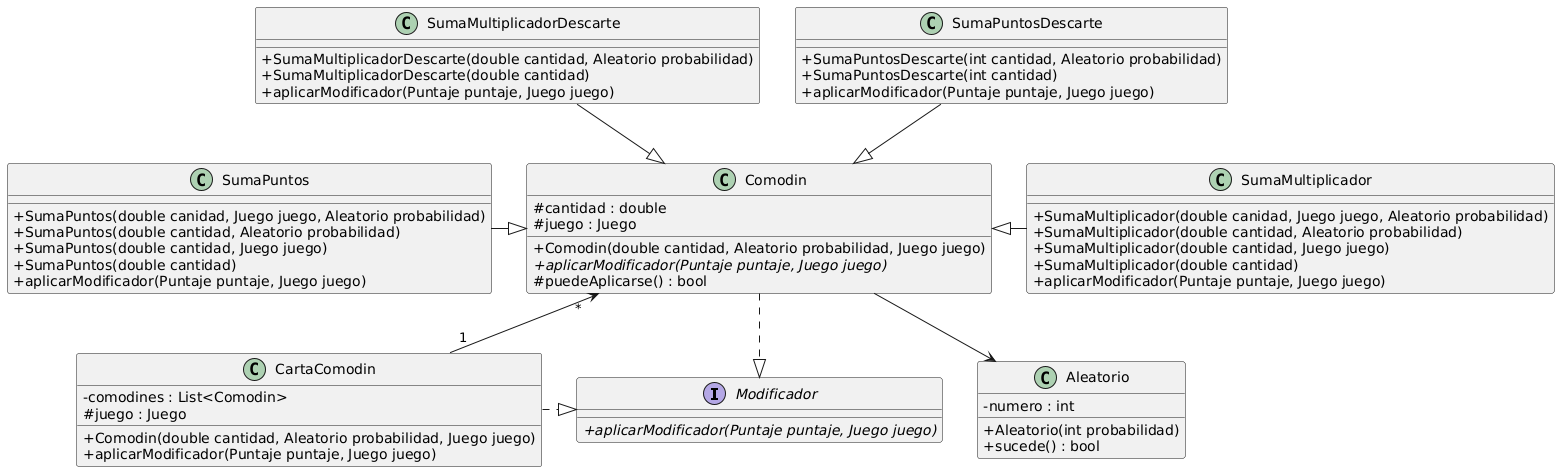 C SumaMultiplicadorDescarte
+SumaMultiplicadorDescarte(double cantidad, Aleatorio probabilidad)
+SumaMultiplicadorDescarte(double cantidad)
+aplicarModificador(Puntaje puntaje, Juego juego)
C SumaPuntosDescarte
+SumaPuntosDescarte(int cantidad, Aleatorio probabilidad)
+SumaPuntosDescarte(int cantidad)
+aplicarModificador(Puntaje puntaje, Juego juego)
C SumaPuntos
+SumaPuntos(double canidad, Juego juego, Aleatorio probabilidad)
+SumaPuntos(double cantidad, Aleatorio probabilidad)
+SumaPuntos(double cantidad, Juego juego)
+SumaPuntos(double cantidad)
+aplicarModificador(Puntaje puntaje, Juego juego)
C Comodin
#cantidad : double
#juego : Juego
+Comodin(double cantidad, Aleatorio probabilidad, Juego juego)
+aplicarModificador(Puntaje puntaje, Juego juego)
#puedeAplicarse() : bool
C SumaMultiplicador
+SumaMultiplicador(double canidad, Juego juego, Aleatorio probabilidad)
+SumaMultiplicador(double cantidad, Aleatorio probabilidad)
+SumaMultiplicador(double cantidad, Juego juego)
+SumaMultiplicador(double cantidad)
+aplicarModificador(Puntaje puntaje, Juego juego)
*
1
C CartaComodin
-comodines : List<Comodin>
#juego : Juego
+Comodin(double cantidad, Aleatorio probabilidad, Juego juego)
+aplicarModificador(Puntaje puntaje, Juego juego)
I Modificador
+aplicarModificador(Puntaje puntaje, Juego juego)
C Aleatorio
-numero : int
+Aleatorio(int probabilidad)
+sucede() : bool